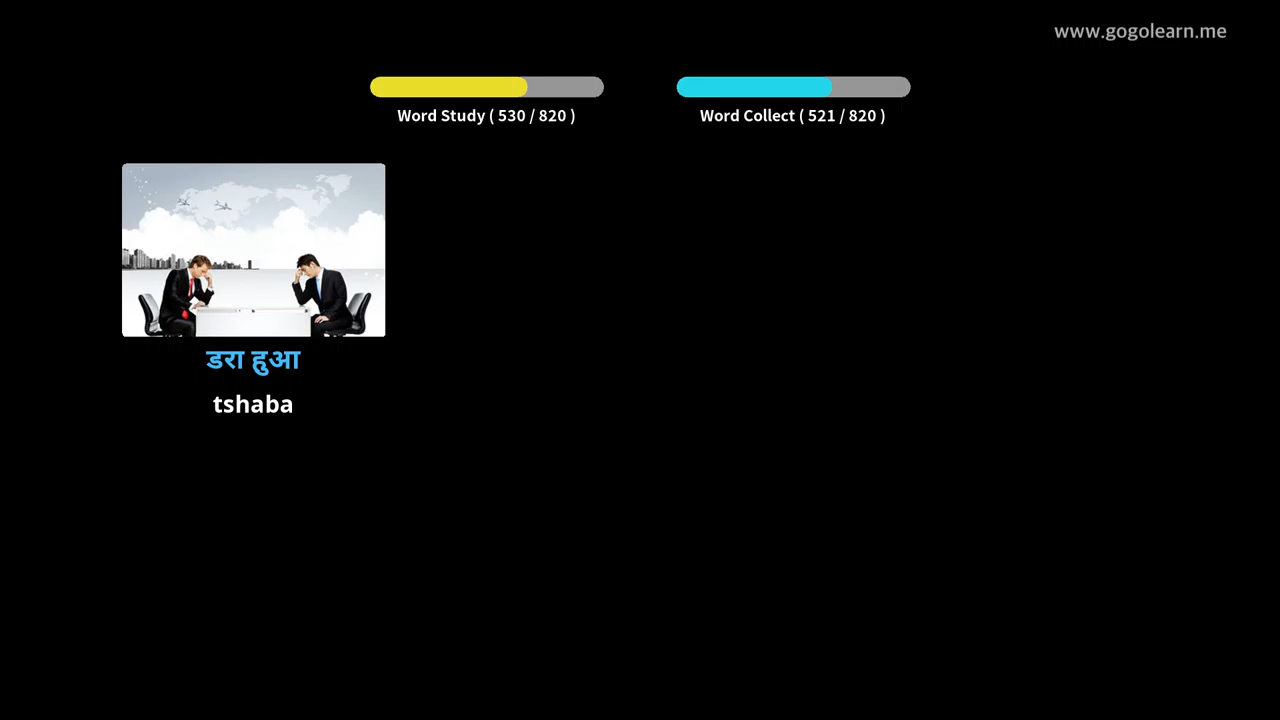 www.gogolearn.me
Word Study ( 530 / 820 )
Word Collect ( 521 / 820 )
डरा हुआ
tshaba